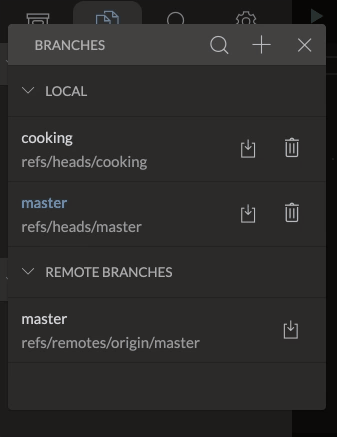 BRANCHES
LOCAL
cooking
refs/heads/cooking
master
refs/heads/master
REMOTE BRANCHES
master
refs/remotes/origin/master